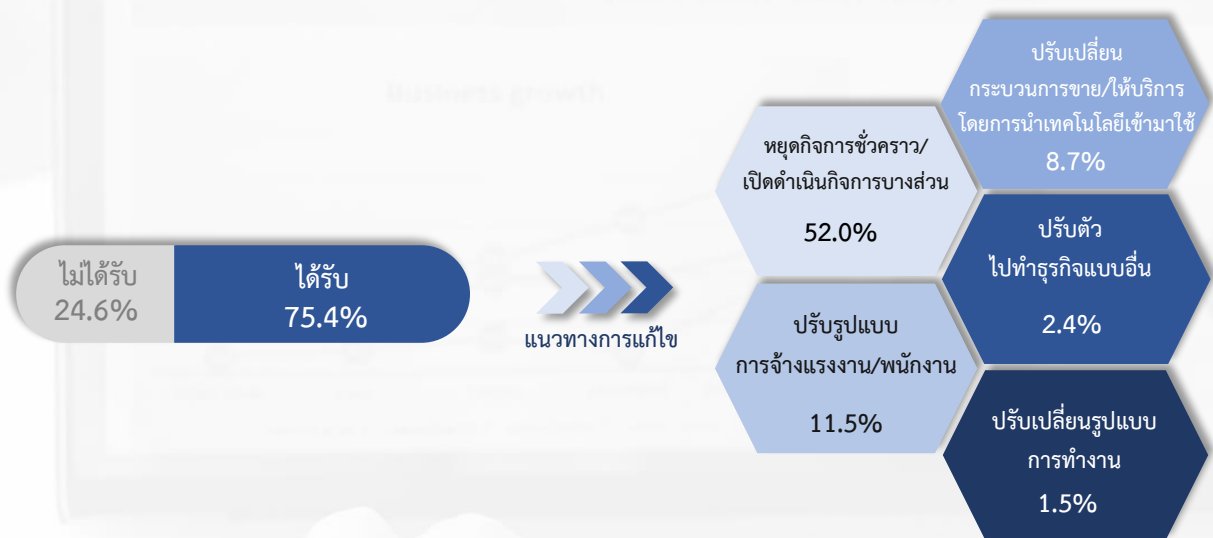 Business growth
ไม่ได้รับ
24.6%
ได้รับ
75.4%
แนวทางการแก้ไข
หยุดกิจการชั่วคราว/
เปิดดำเนินกิจการบางส่วน
52.0%
ปรับรูปแบบ
การจ้างแรงงาน/พนักงาน
11.5%
ปรับเปลี่ยน
กระบวนการขาย/ให้บริการ
โดยการนำเทคโนโลยีเข้ามาใช้
8.7%
ปรับตัว
ไปทำธุรกิจแบบอื่น
2.4%
ปรับเปลี่ยนรูปแบบ
การทำงาน
1.5%